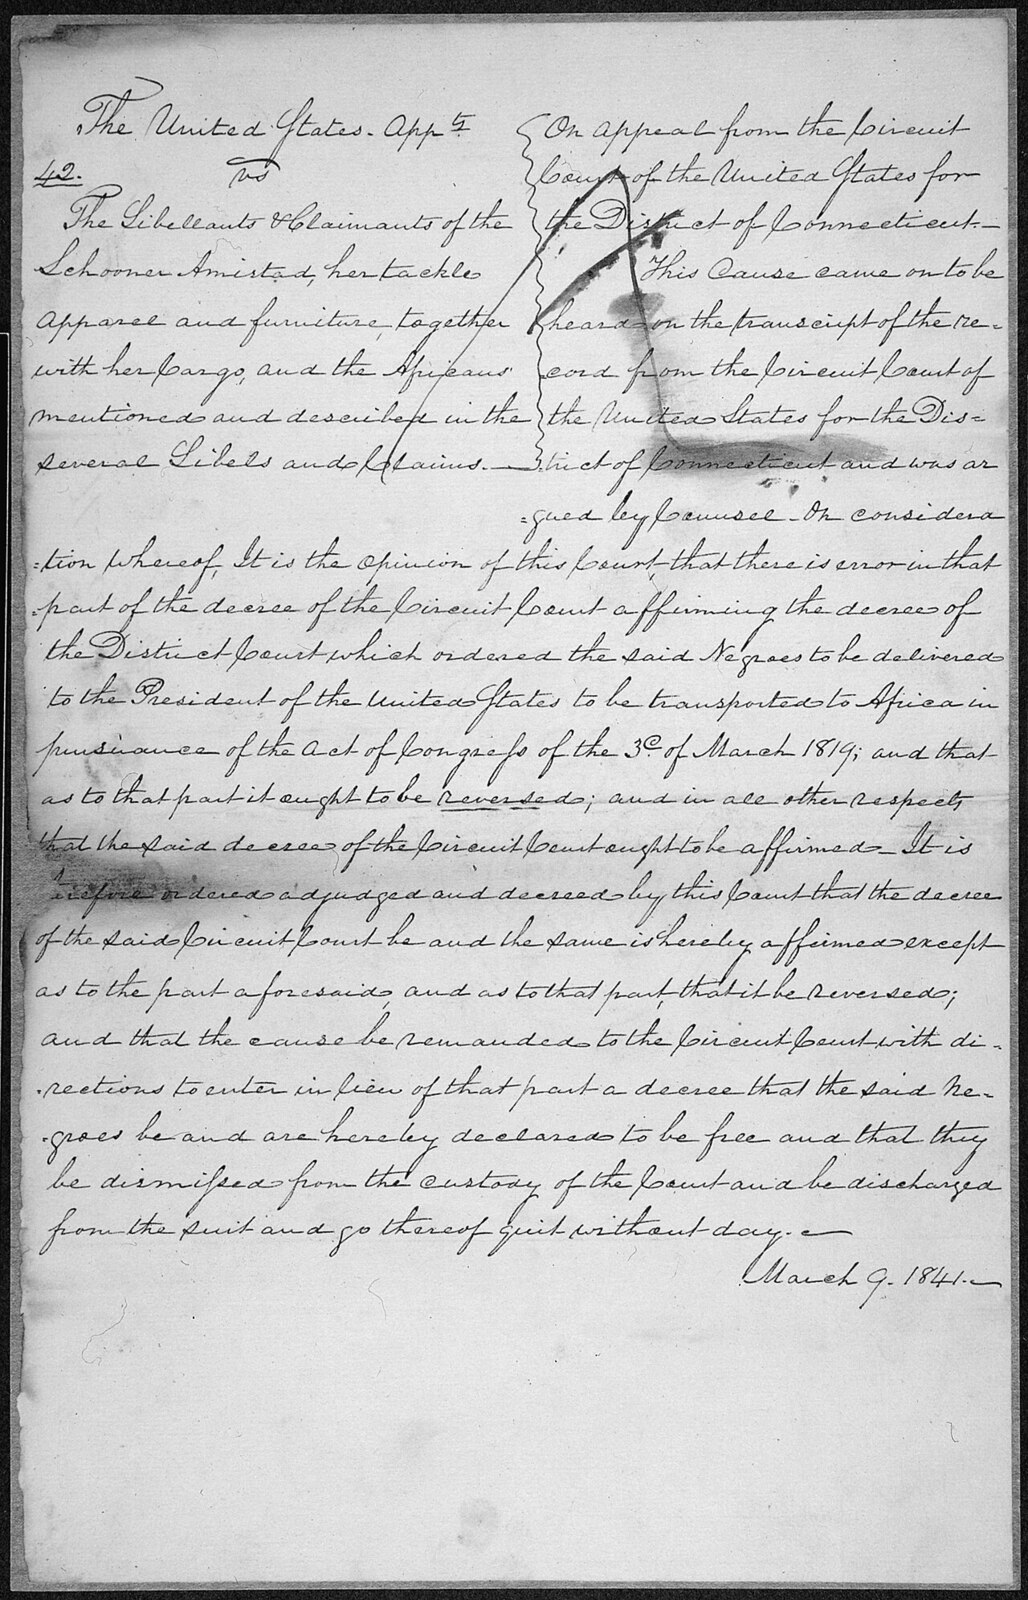 The United States. Appts.
42. vs
The Libellants & Claimants of the
Schooner Amistad, her tackle
apparel and furniture, together
with her Cargo, and the Africans
mentioned and described in the
several Libels and Claims.
On appeal from the Circuit
Court of the United States for
the District of Connecticut.—
This Cause came on to be
heard on the transcript of the re=
cord from the Circuit Court of
the United States for the Dis=
trict of Connecticut and was ar
=gued by Counsel. On considera
=tion whereof, It is the opinion of this Court, that there is error in that
part of the decree of the Circuit Court affirming the decree of
the District Court which ordered the said Negroes to be delivered
to the President of the United States to be transported to Africa in
pursuance of the act of Congress of the 3d. of March 1819; and that
as to that part it ought to be reversed; and in all other respects
that the said decree of the Circuit Court ought to be affirmed — It is
therefore ordered adjudged and decreed by this Court that the decree
of the said Circuit Court be and the same is hereby affirmed except
as to the part aforesaid, and as to that part, that it be reversed;
and that the cause be remanded to the Circuit Court with di-
rections to enter in lieu of that part a decree that the said Ne-
groes be and are hereby declared to be free and that they
be dismissed from the custody of the Court and be discharged
from the suit and go thereof quit without day.—
March 9. 1841.—